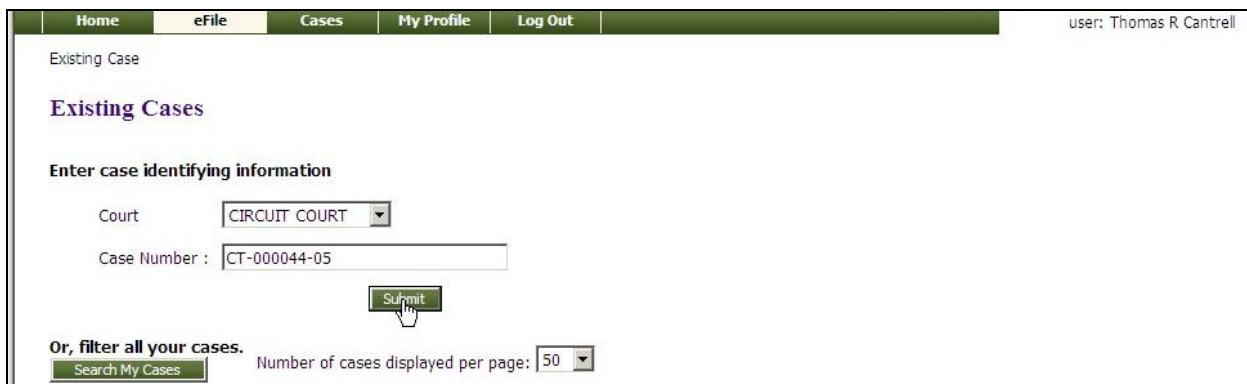 Home eFile Cases My Profile Log Out user: Thomas R Cantrell
Existing Case
Existing Cases
Enter case identifying information
Court CIRCUIT COURT
Case Number : CT-000044-05
Submit
Or, filter all your cases.
Search My Cases Number of cases displayed per page: 50